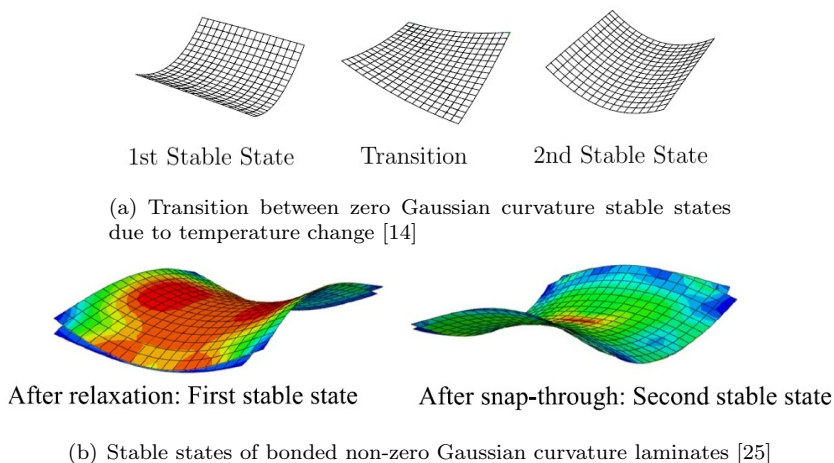 1st Stable State Transition 2nd Stable State
(a) Transition between zero Gaussian curvature stable states
due to temperature change [14]
After relaxation: First stable state After snap-through: Second stable state
(b) Stable states of bonded non-zero Gaussian curvature laminates [25]